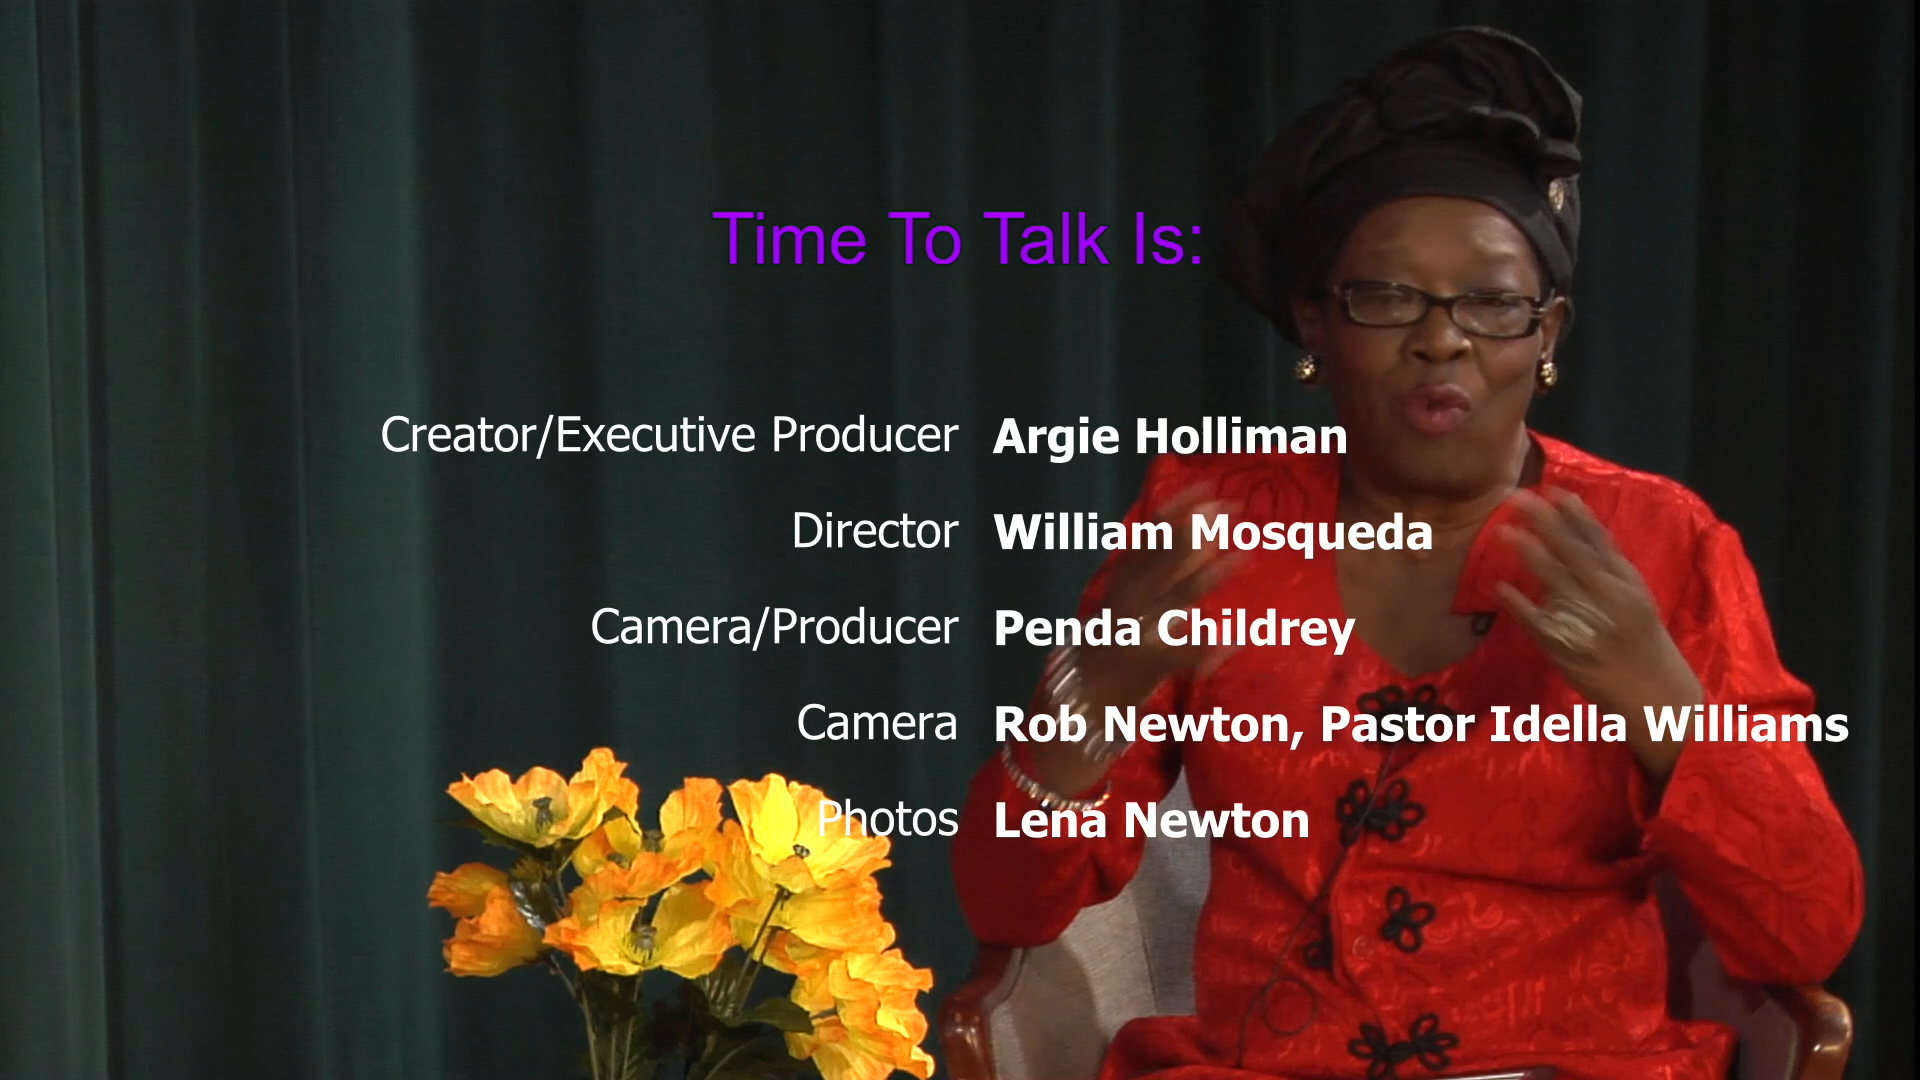 Time To Talk Is:
Creator/Executive Producer Argie Holliman
Director William Mosqueda
Camera/Producer Penda Childrey
Camera Rob Newton, Pastor Idella Williams
Photos Lena Newton